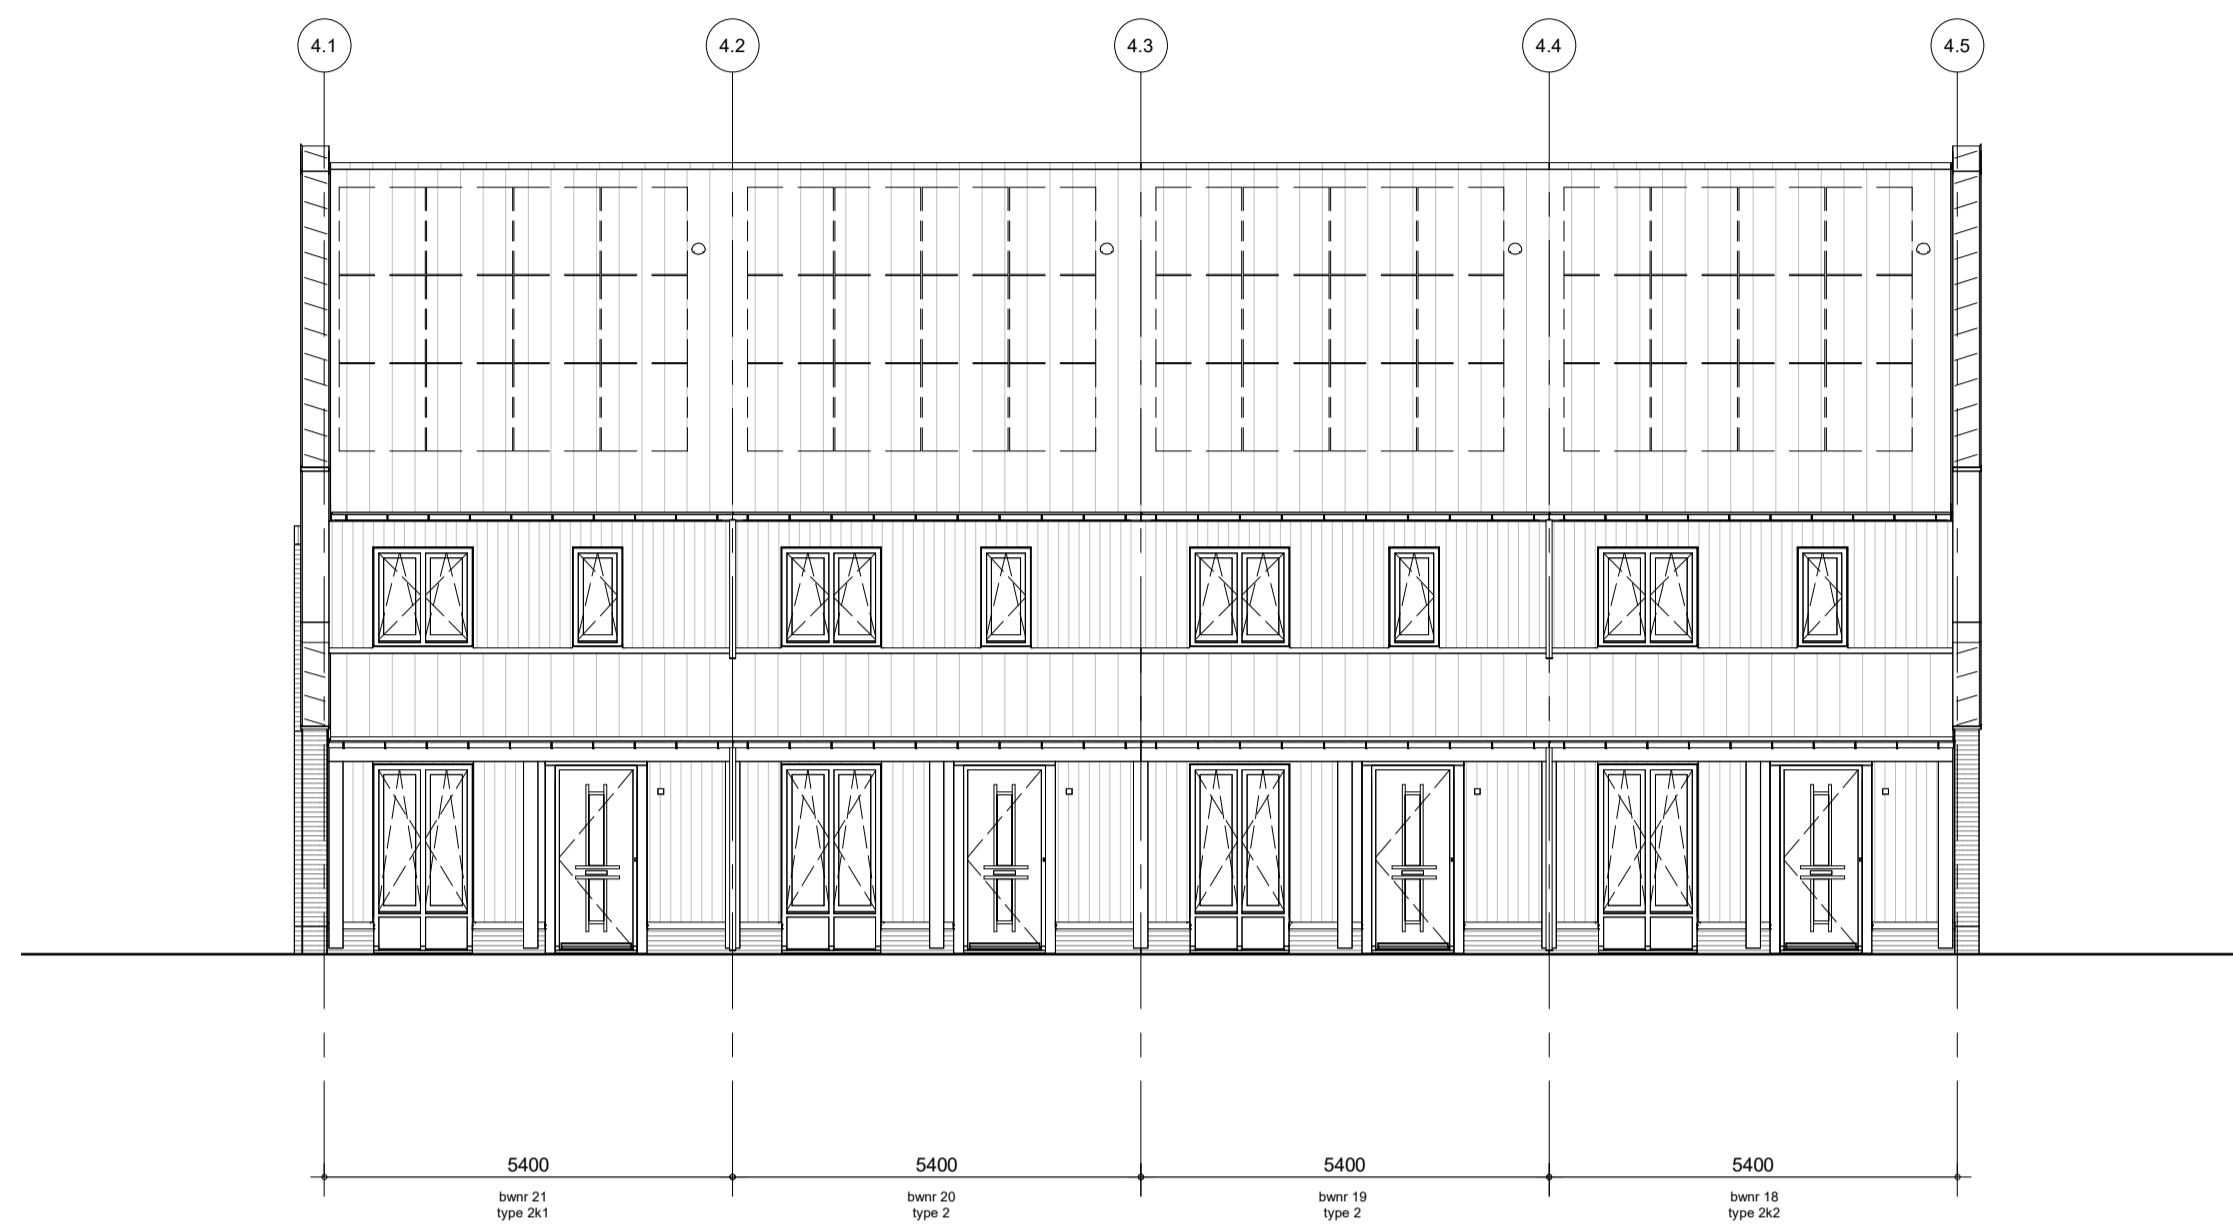 4.1 4.2 4.3 4.4 4.5
5400 5400 5400 5400
bwnr 21 bwnr 20 bwnr 19 bwnr 18
type 2k1 type 2 type 2 type 2k2